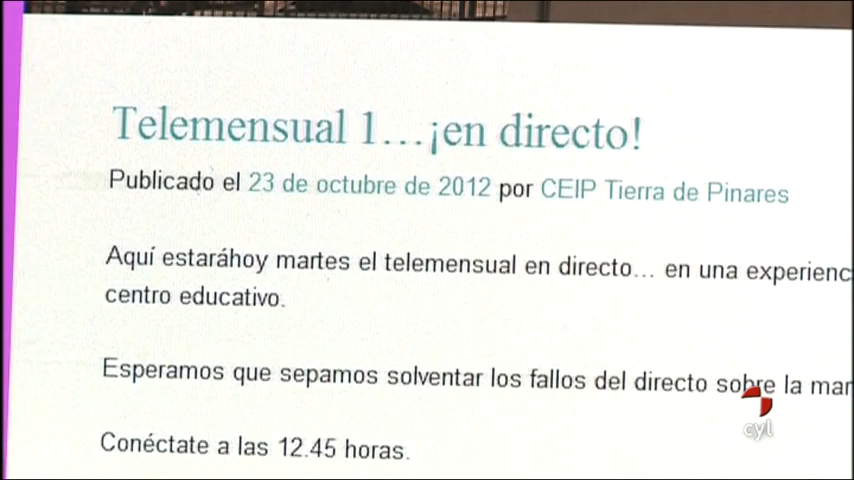 Telemensual 1...¡en directo!
Publicado el 23 de octubre de 2012 por CEIP Tierra de Pinares
Aquí estaráhoy martes el telemensual en directo... en una experienc
centro educativo.
Esperamos que sepamos solventar los fallos del directo sobre la mar
Conéctate a las 12.45 horas.
cyl